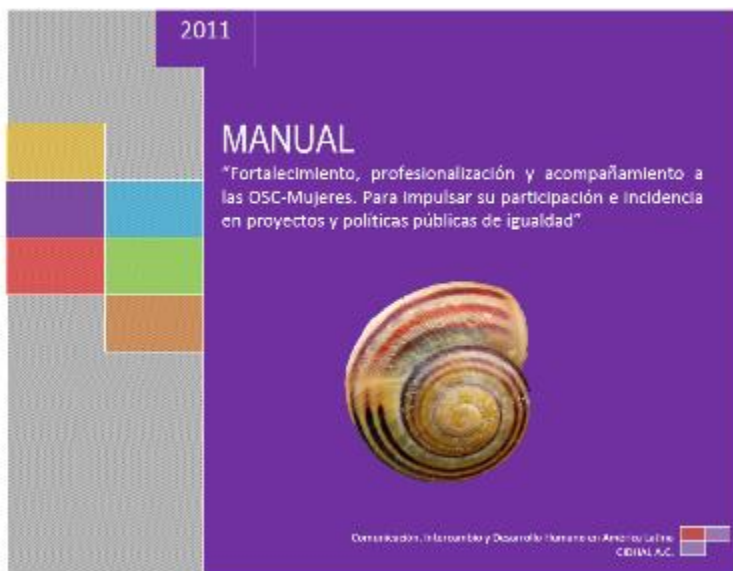 2011
MANUAL
"Fortalecimiento, profesionalización y acompañamiento a
las OSC-Mujeres. Para impulsar su participación e incidencia
en proyectos y políticas públicas de igualdad"
Comunicación, Intercambio y Desarrollo Humano en América Latina
CIDHAL A.C.